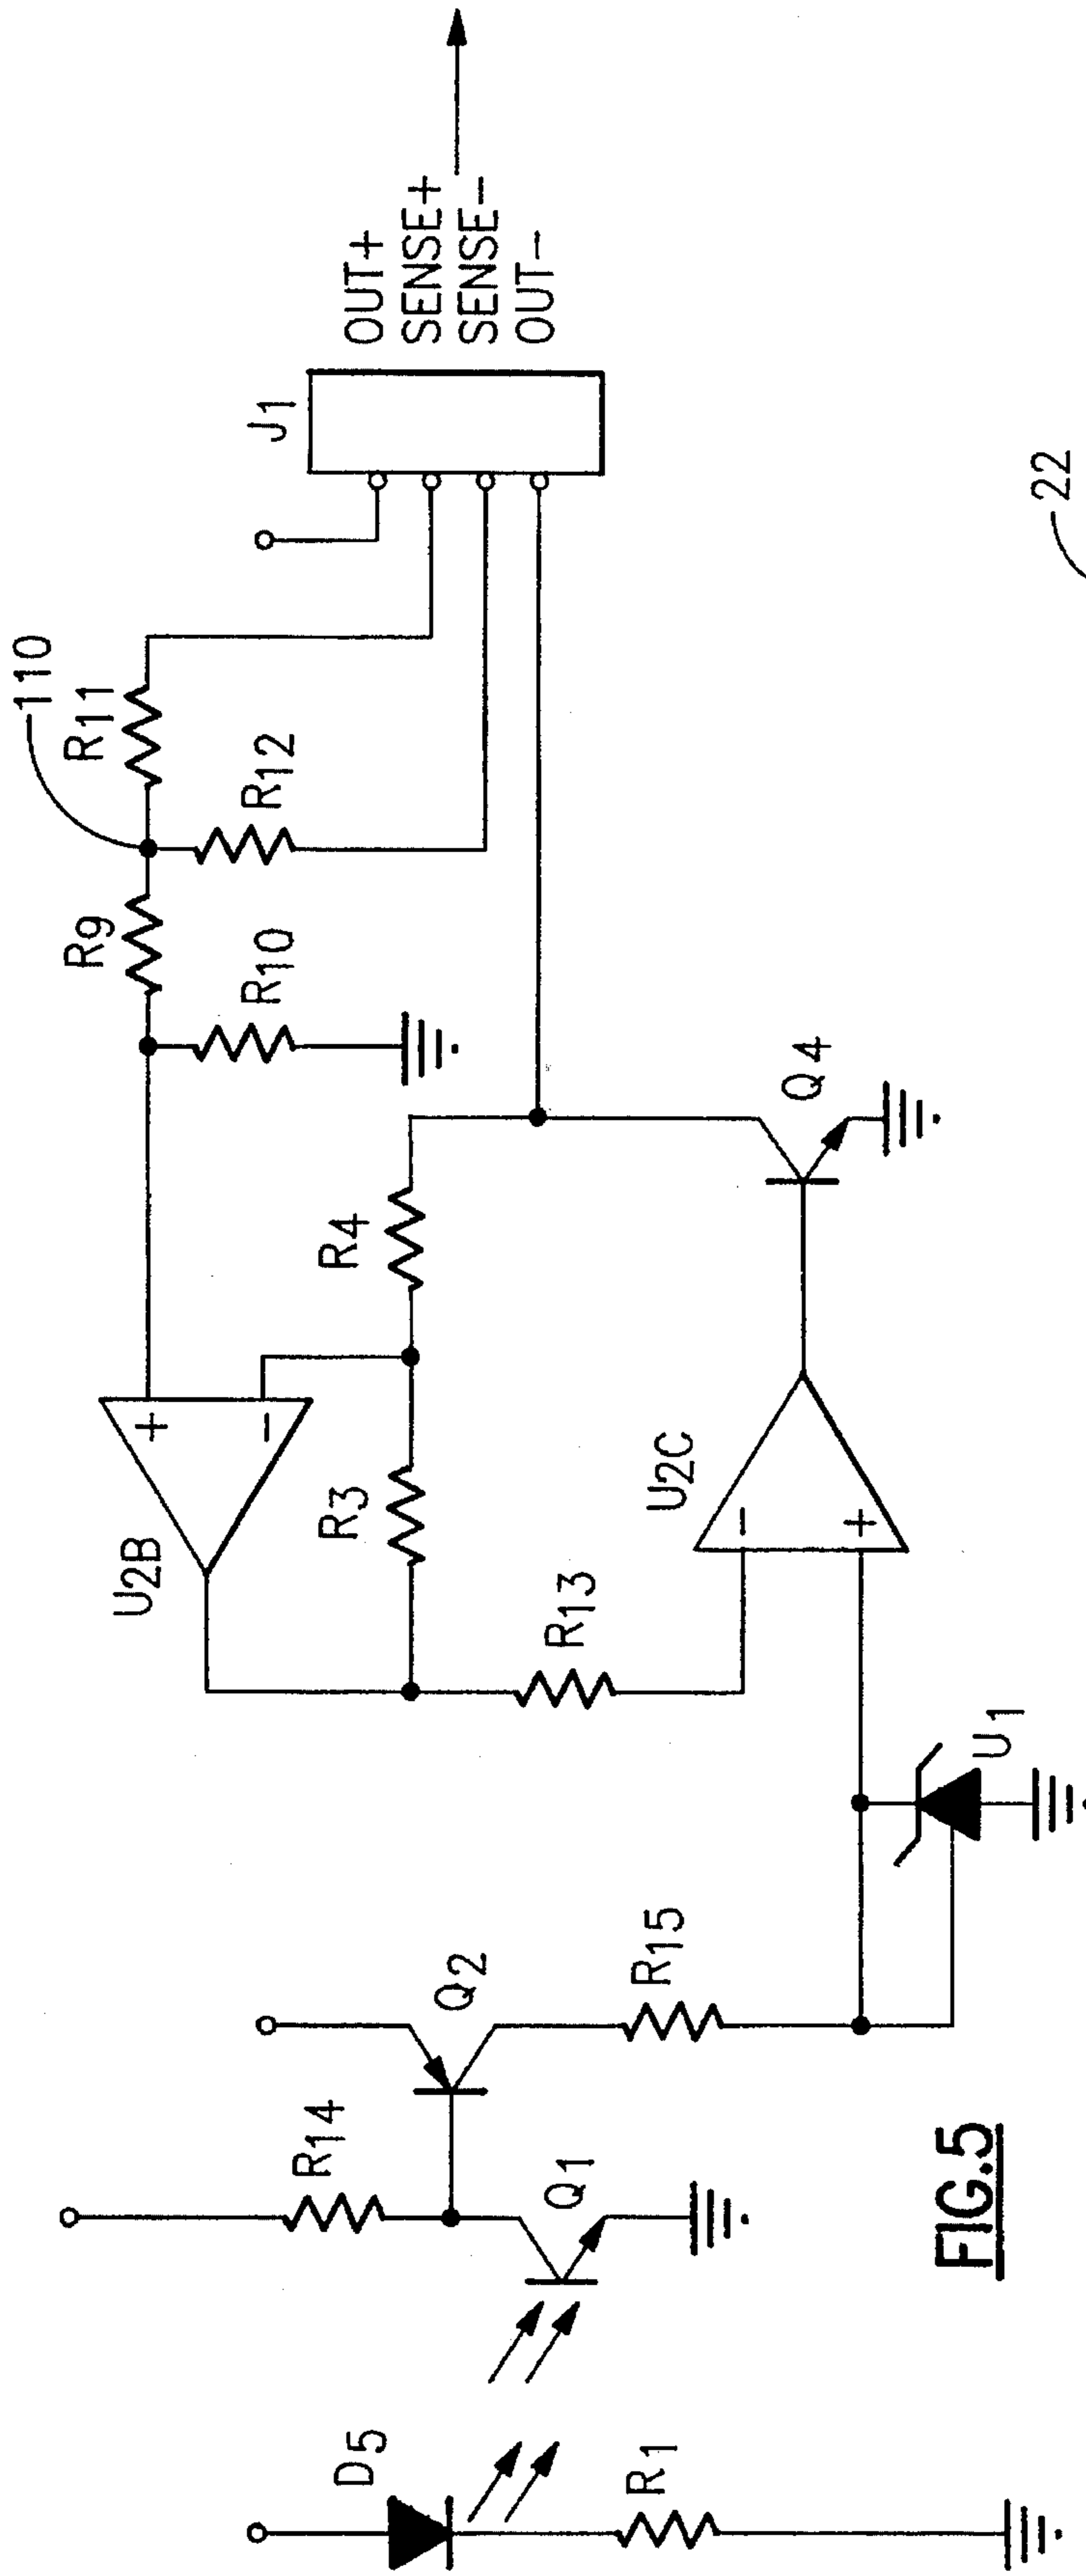 110
R11
R9
R12
R10
J1
OUT+
SENSE+
SENSE-
OUT-
U2B
+
-
R4
R3
R13
U2C
-
+
Q4
22
D5
R14
Q2
Q1
R15
R1
U1
FIG.5